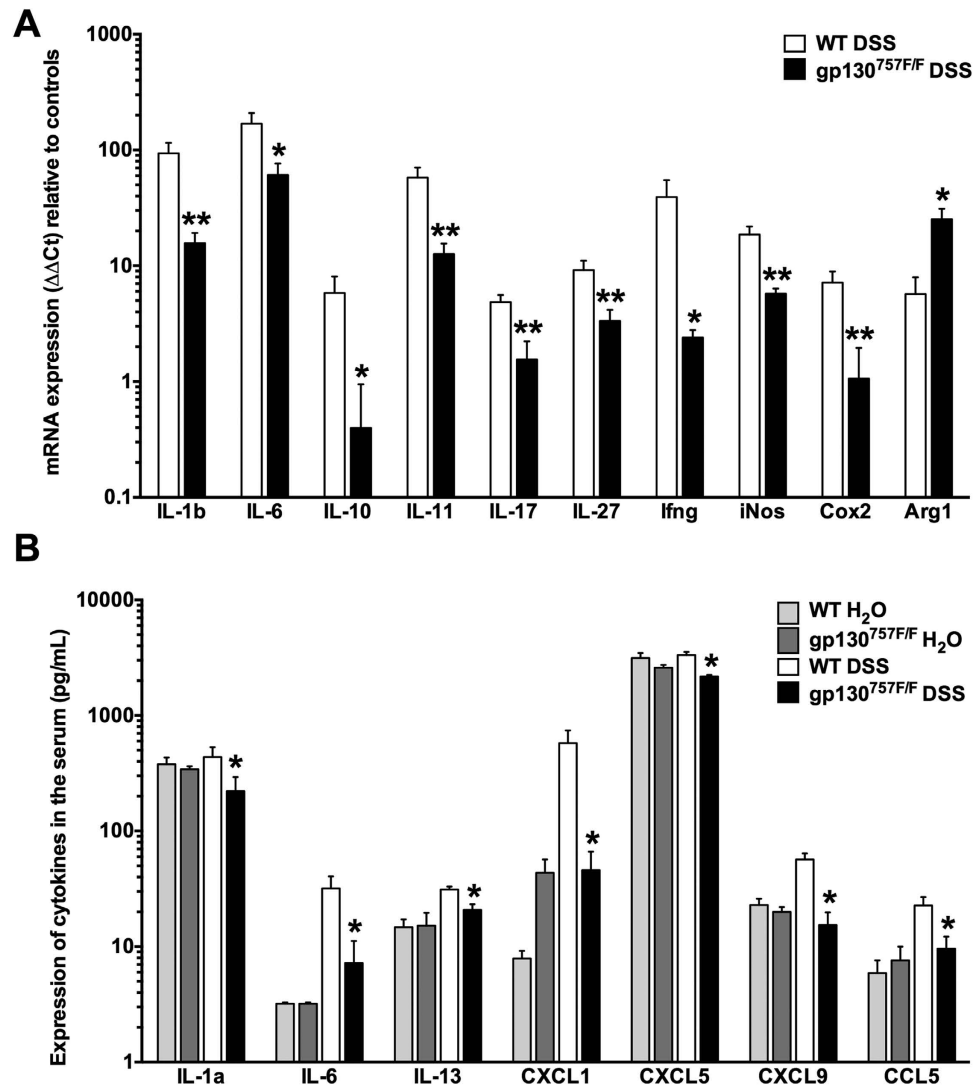 A
mRNA expression (ΔΔCt) relative to controls
1000
100
10
1
0.1
WT DSS
gp130⁷⁵⁷ᶠ/ᶠ DSS
**
*
*
**
**
**
*
**
**
*
IL-1b IL-6 IL-10 IL-11 IL-17 IL-27 Ifng iNos Cox2 Arg1
B
Expression of cytokines in the serum (pg/mL)
10000
1000
100
10
1
WT H₂O
gp130⁷⁵⁷ᶠ/ᶠ H₂O
WT DSS
gp130⁷⁵⁷ᶠ/ᶠ DSS
*
*
*
*
*
*
*
IL-1a IL-6 IL-13 CXCL1 CXCL5 CXCL9 CCL5